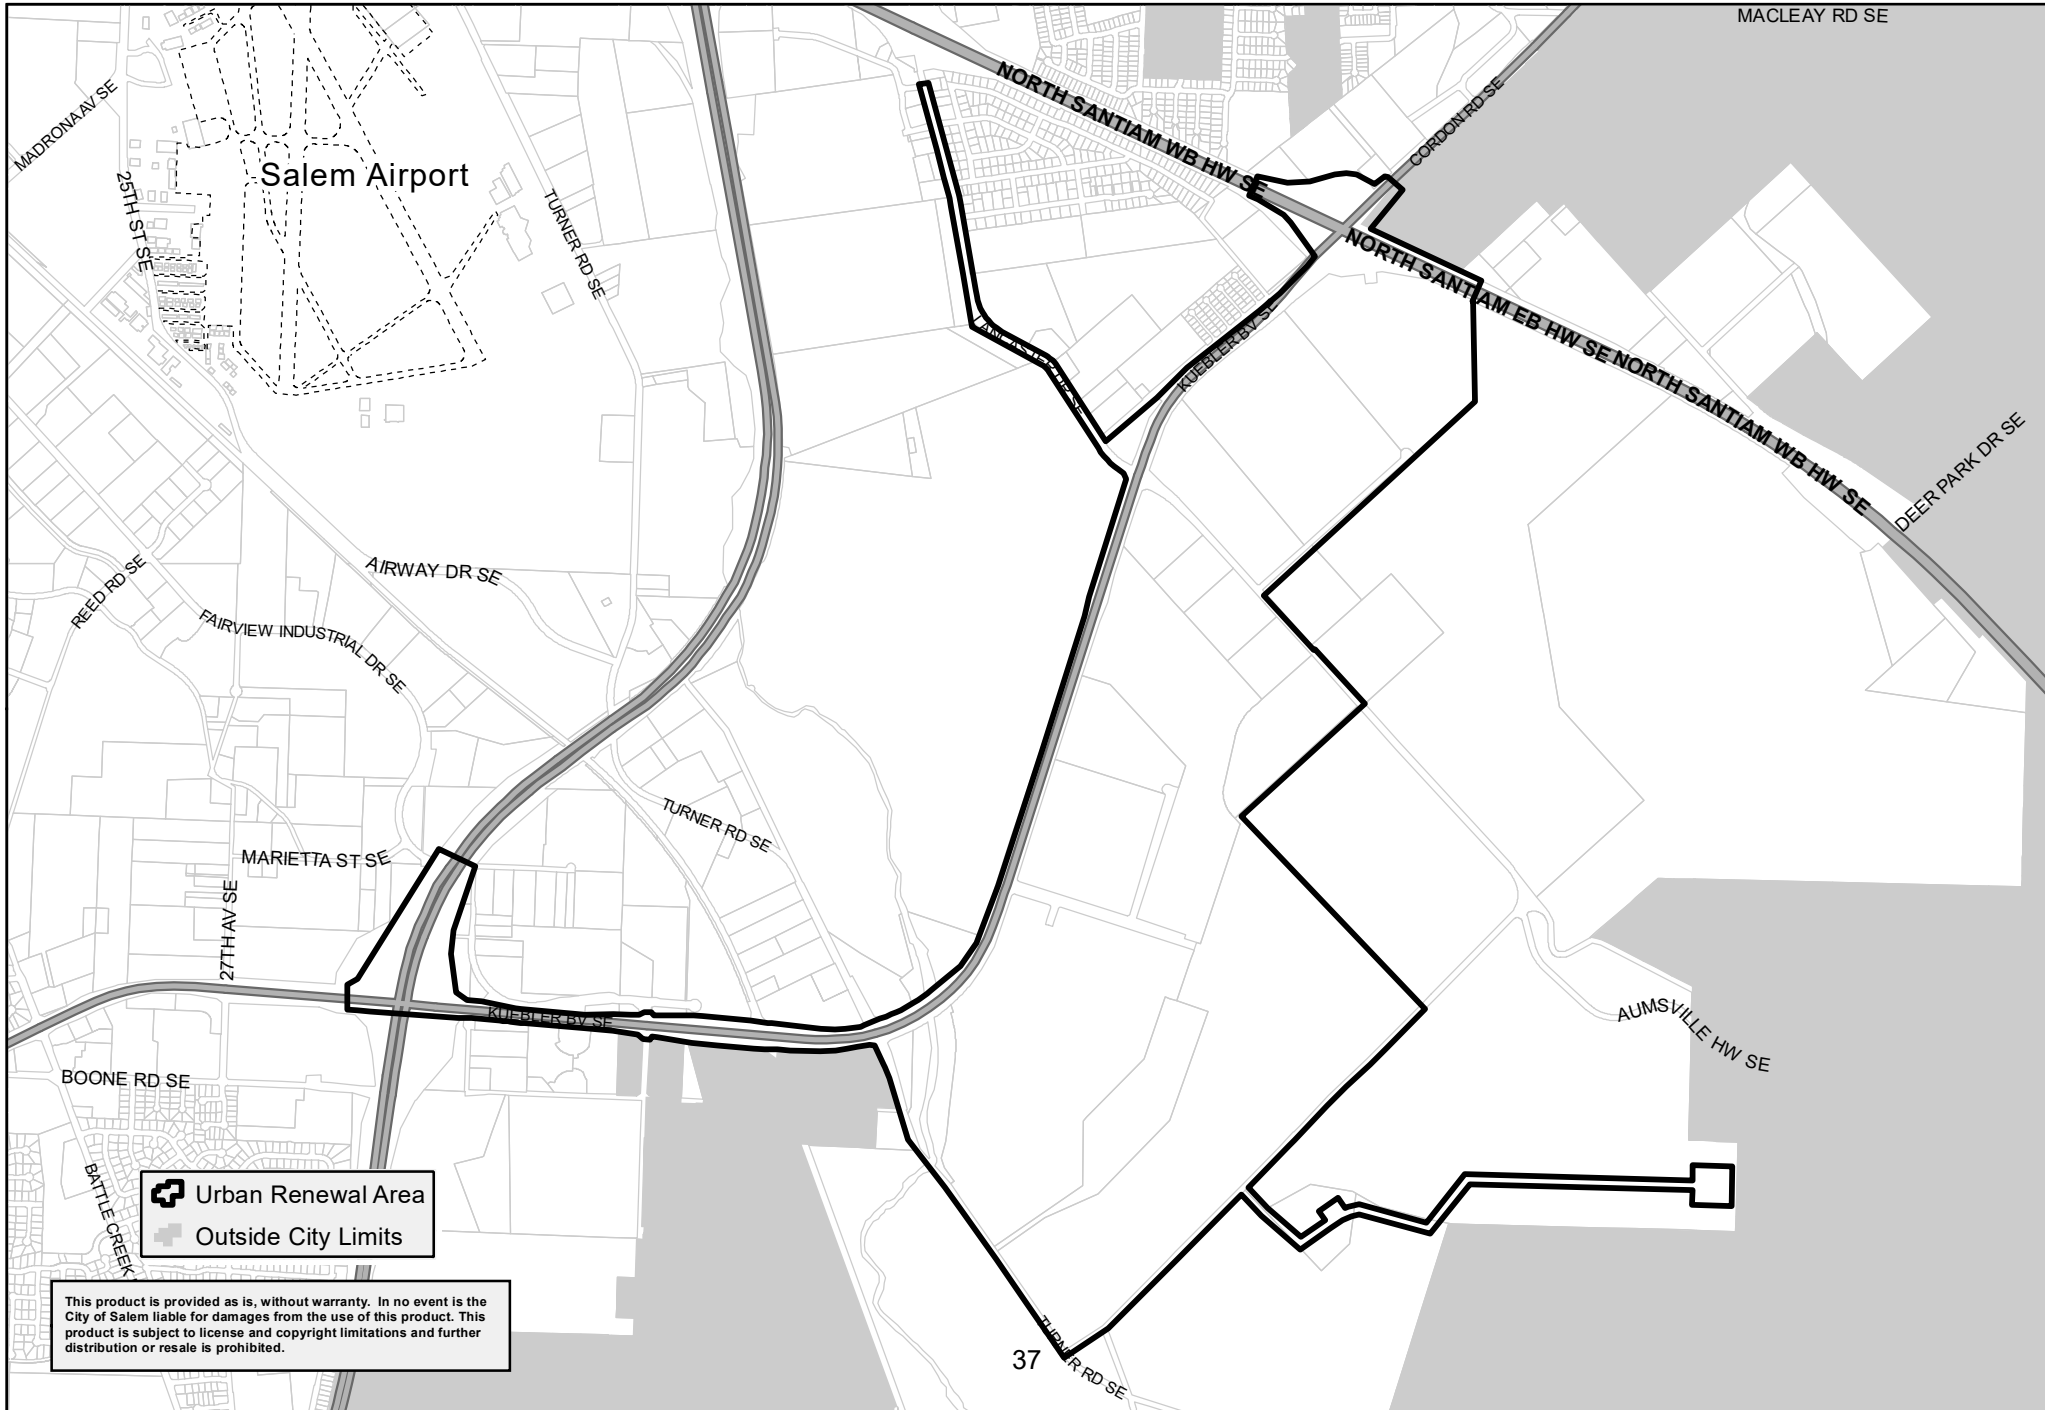 MACLEAY RD SE
NORTH SANTIAM WB HW SE
CORDON RD SE
MADRONA AV SE
Salem Airport
25TH ST SE
TURNER RD SE
NORTH SANTIAM EB HW SE
NORTH SANTIAM WB HW SE
LANCASTER DR SE
KUEBLER BV SE
DEER PARK DR SE
AIRWAY DR SE
REED RD SE
FAIRVIEW INDUSTRIAL DR SE
TURNER RD SE
MARIETTA ST SE
27TH AV SE
KUEBLER BV SE
AUMSVILLE HW SE
BOONE RD SE
BATTLE CREEK
Urban Renewal Area
Outside City Limits
This product is provided as is, without warranty. In no event is the
City of Salem liable for damages from the use of this product. This
product is subject to license and copyright limitations and further
distribution or resale is prohibited.
37
TURNER RD SE